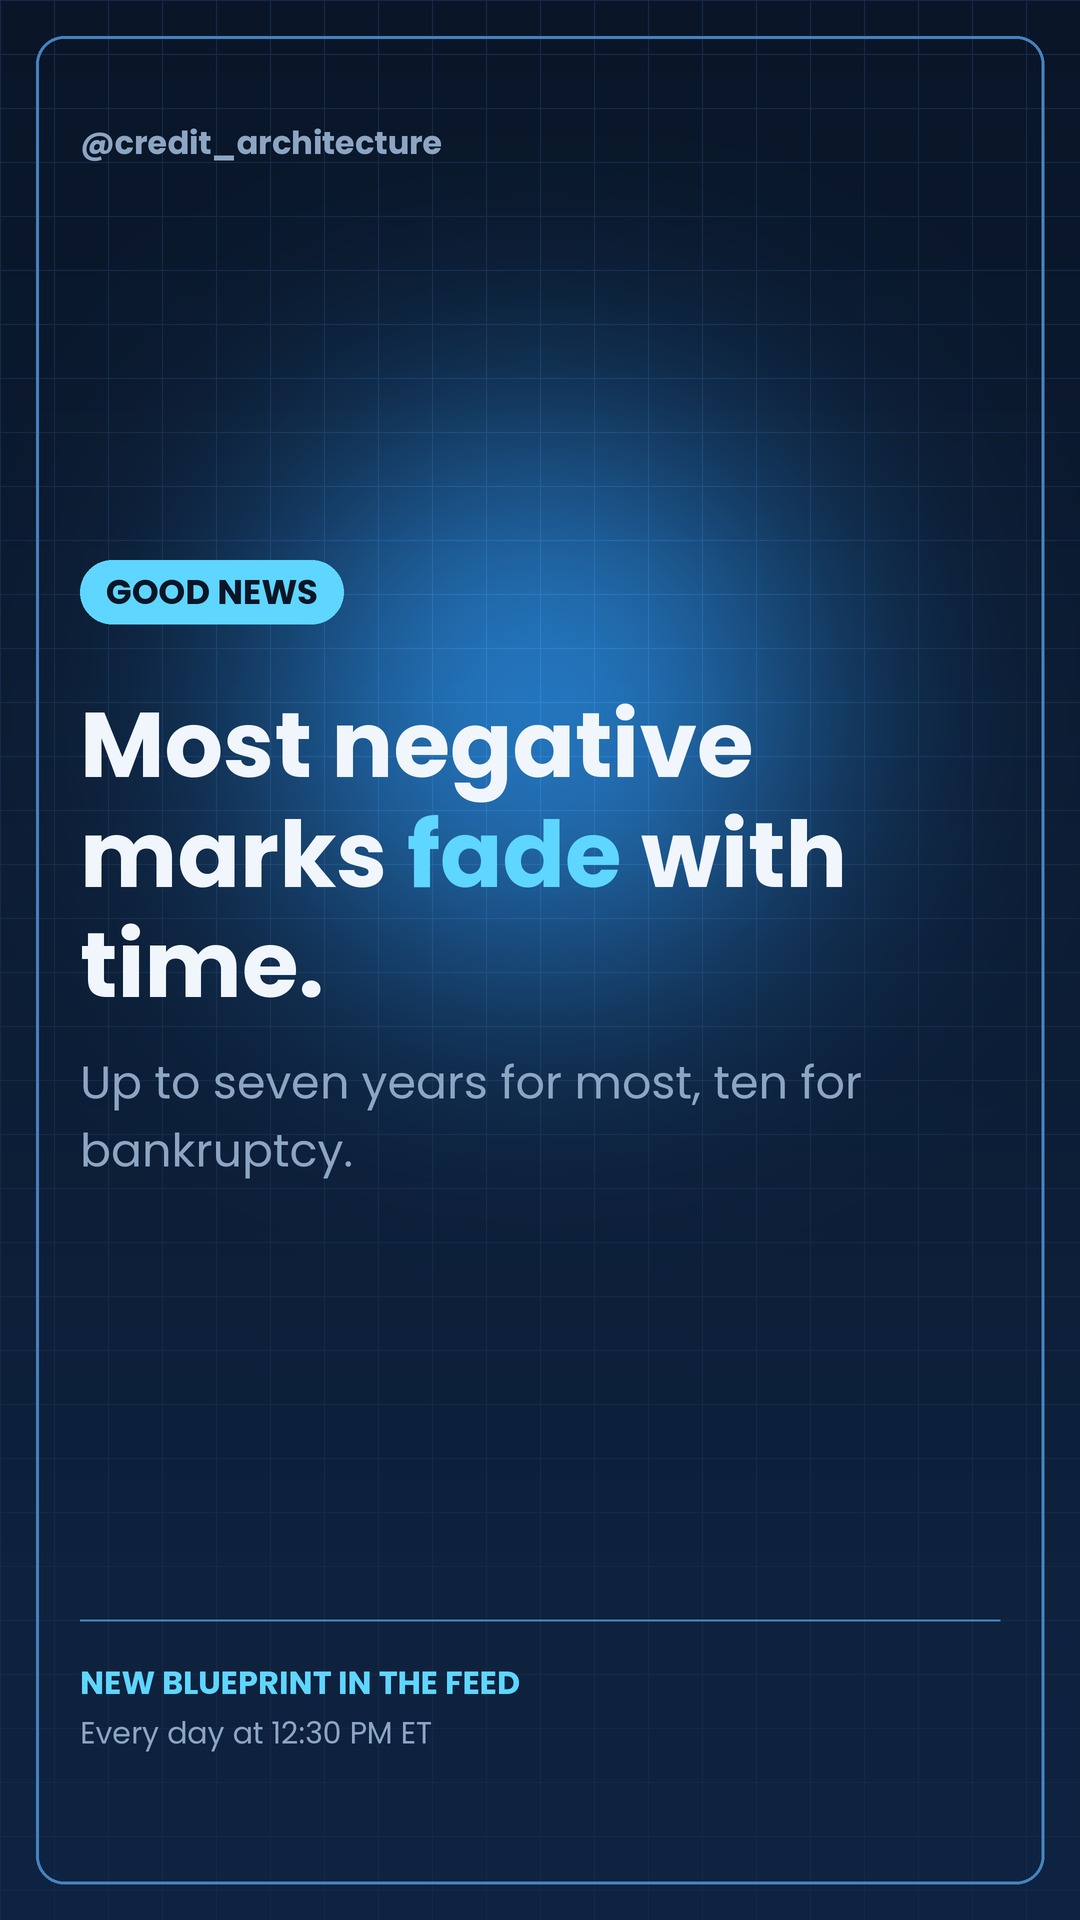 @credit_architecture
GOOD NEWS
Most negative
marks fade with
time.
Up to seven years for most, ten for
bankruptcy.
NEW BLUEPRINT IN THE FEED
Every day at 12:30 PM ET